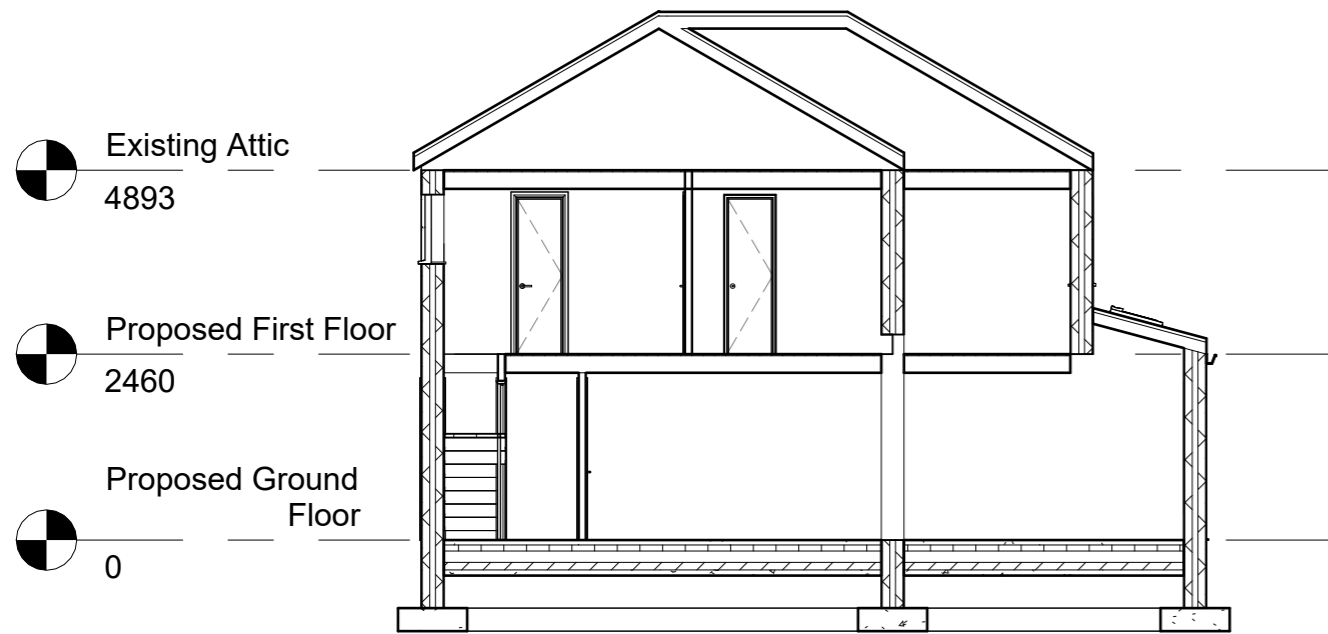 Existing Attic
4893
Proposed First Floor
2460
Proposed Ground
Floor
0